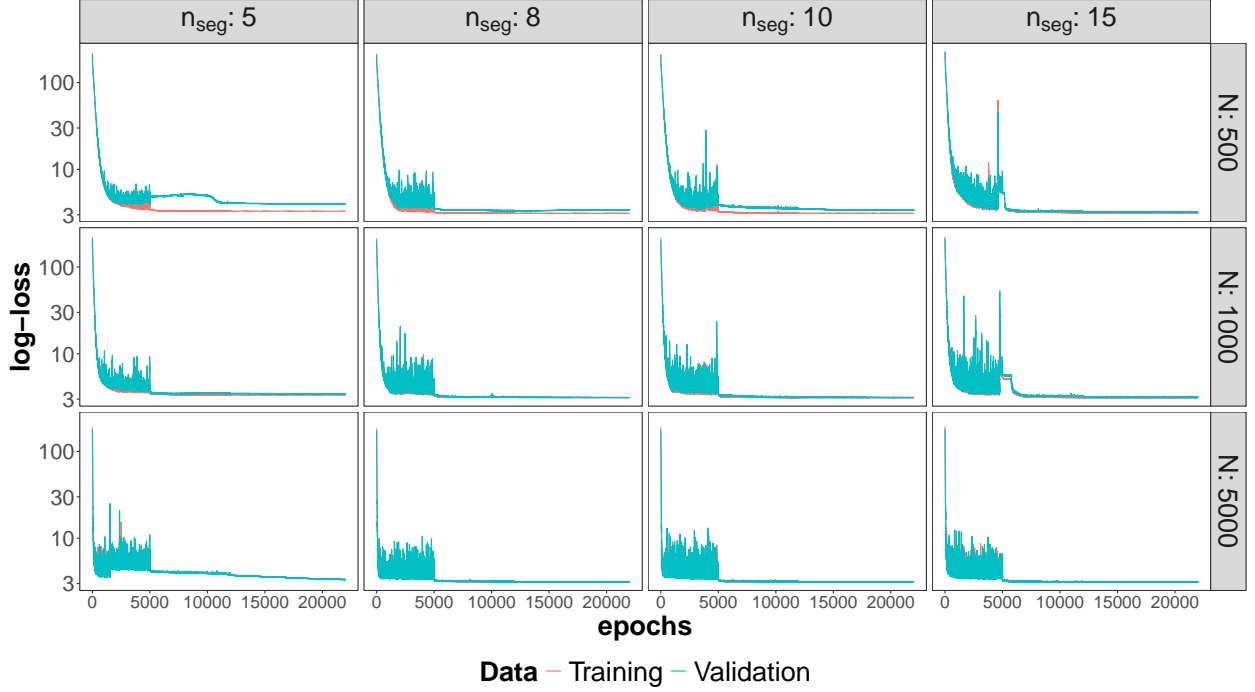 n_seg: 5 n_seg: 8 n_seg: 10 n_seg: 15
100
30
10
3
N: 500
100
30
10
3
N: 1000
log−loss
100
30
10
3
N: 5000
0 5000 10000 15000 20000 0 5000 10000 15000 20000 0 5000 10000 15000 20000 0 5000 10000 15000 20000
epochs
Data Training Validation